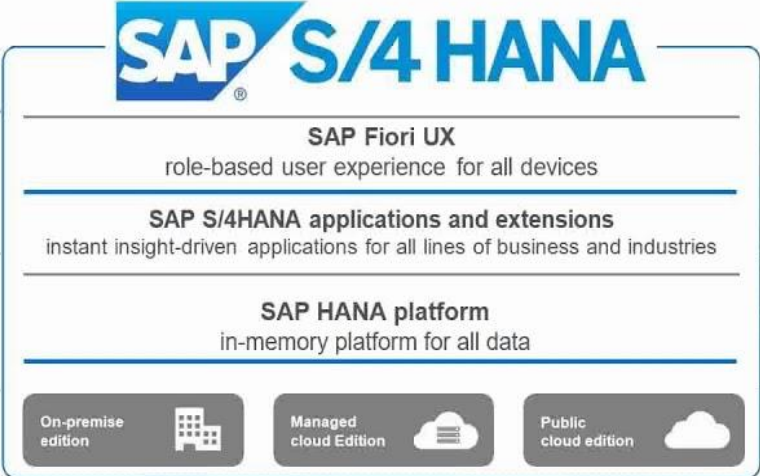 SAP® S/4 HANA
SAP Fiori UX
role-based user experience for all devices
SAP S/4HANA applications and extensions
instant insight-driven applications for all lines of business and industries
SAP HANA platform
in-memory platform for all data
On-premise
edition
Managed
cloud Edition
Public
cloud edition